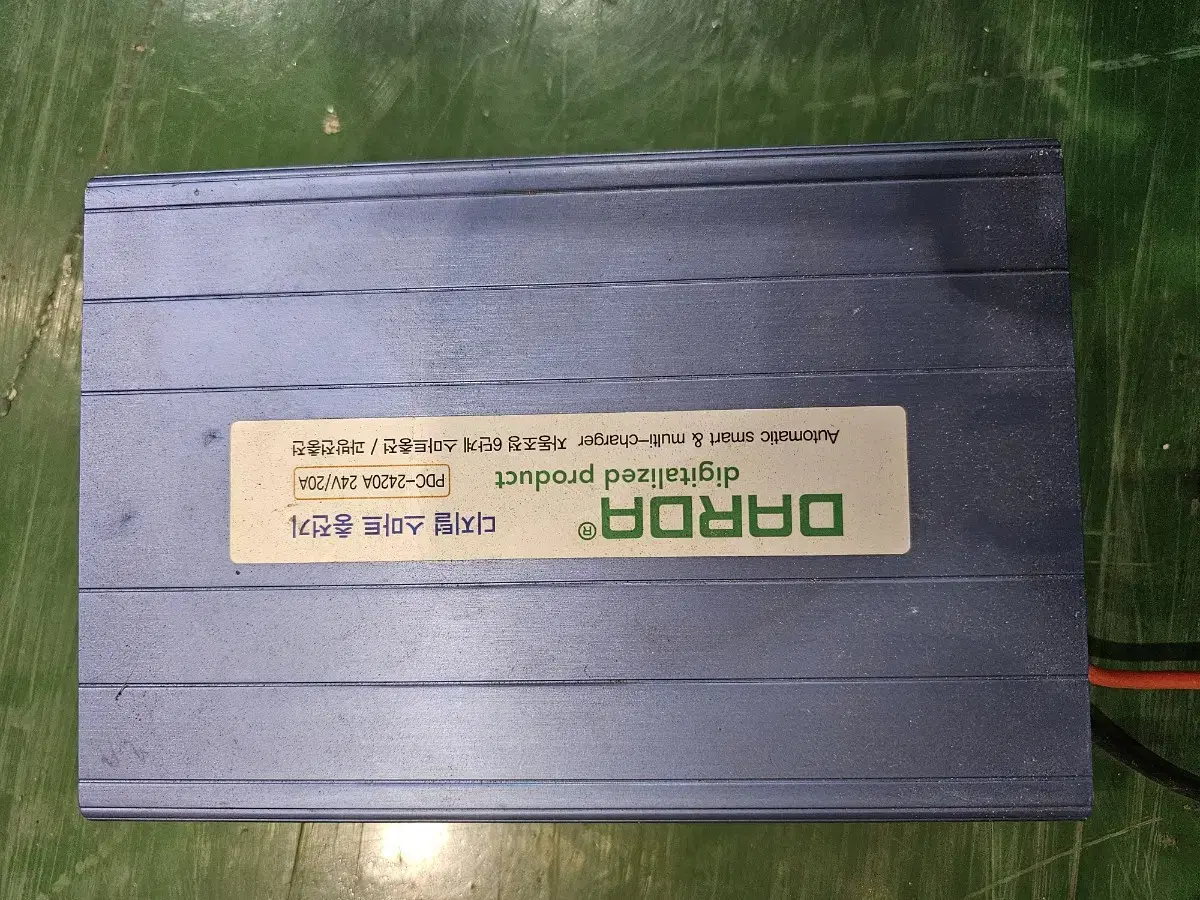 DARDA® 디지털 스마트 충전기
digitalized product PDC-2420A 24V/20A
Automatic smart & multi-charger 자동조정 6단계 스마트충전 / 과방전충전